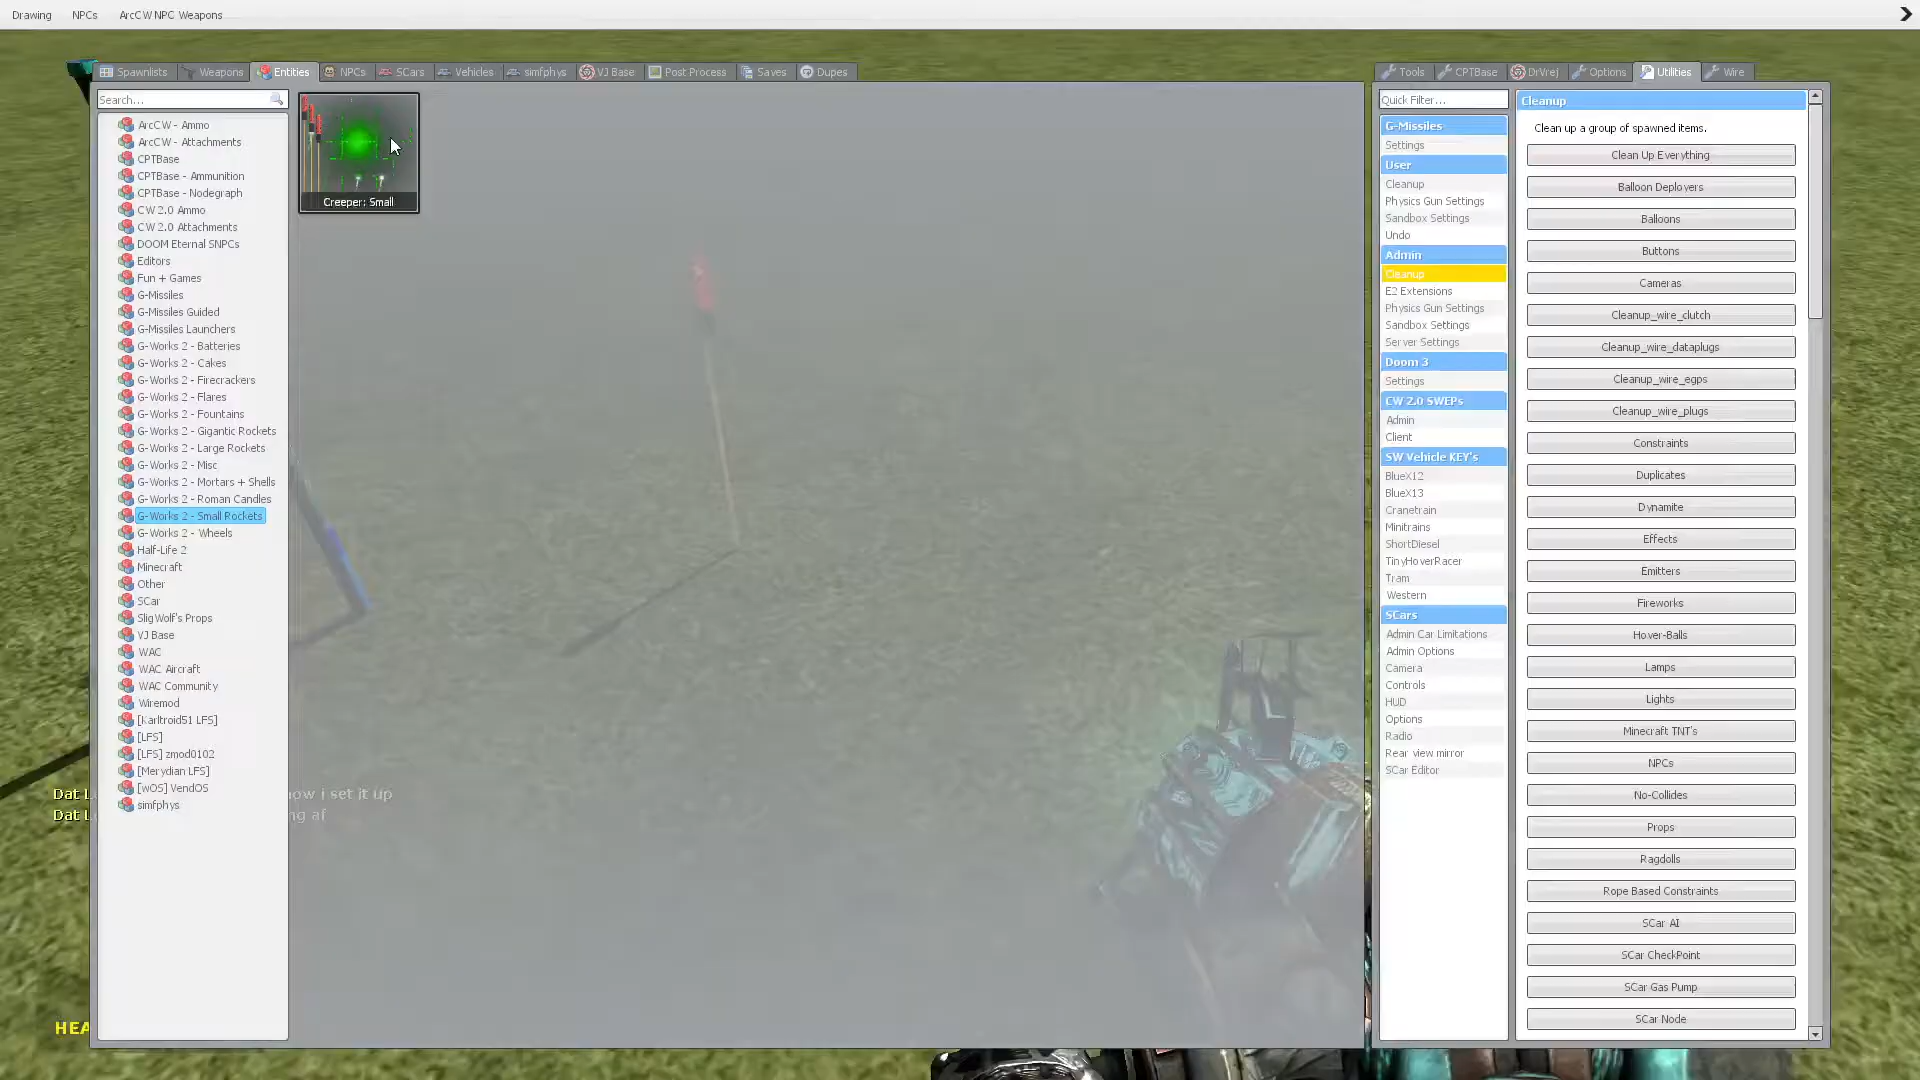 Drawing NPCs ArcCW NPC Weapons
Spawnlists Weapons Entities NPCs SCars Vehicles simfphys VJ Base Post Process Saves Dupes
Search...
ArcCW - Ammo
ArcCW - Attachments
CPTBase
CPTBase - Ammunition
CPTBase - Nodegraph
CW 2.0 Ammo
CW 2.0 Attachments
DOOM Eternal SNPCs
Editors
Fun + Games
G-Missiles
G-Missiles Guided
G-Missiles Launchers
G-Works 2 - Batteries
G-Works 2 - Cakes
G-Works 2 - Firecrackers
G-Works 2 - Flares
G-Works 2 - Fountains
G-Works 2 - Gigantic Rockets
G-Works 2 - Large Rockets
G-Works 2 - Misc
G-Works 2 - Mortars + Shells
G-Works 2 - Roman Candles
G-Works 2 - Small Rockets
G-Works 2 - Wheels
Half-Life 2
Minecraft
Other
SCar
SligWolf's Props
VJ Base
WAC
WAC Aircraft
WAC Community
Wiremod
[Karltroid51 LFS]
[LFS]
[LFS] zmod0102
[Merydian LFS]
[wOS] VendOS
simfphys
Creeper: Small
Dat L
ow i set it up
Dat L
ng af
HEA
Tools CPTBase DrVrej Options Utilities Wire
Quick Filter...
G-Missiles
Settings
User
Cleanup
Physics Gun Settings
Sandbox Settings
Undo
Admin
Cleanup
E2 Extensions
Physics Gun Settings
Sandbox Settings
Server Settings
Doom 3
Settings
CW 2.0 SWEPs
Admin
Client
SW Vehicle KEY's
BlueX12
BlueX13
Cranetrain
Minitrains
ShortDiesel
TinyHoverRacer
Tram
Western
SCars
Admin Car Limitations
Admin Options
Camera
Controls
HUD
Options
Radio
Rear view mirror
SCar Editor
Cleanup
Clean up a group of spawned items.
Clean Up Everything
Balloon Deployers
Balloons
Buttons
Cameras
Cleanup_wire_clutch
Cleanup_wire_dataplugs
Cleanup_wire_egps
Cleanup_wire_plugs
Constraints
Duplicates
Dynamite
Effects
Emitters
Fireworks
Hover-Balls
Lamps
Lights
Minecraft TNT's
NPCs
No-Collides
Props
Ragdolls
Rope Based Constraints
SCar AI
SCar CheckPoint
SCar Gas Pump
SCar Node